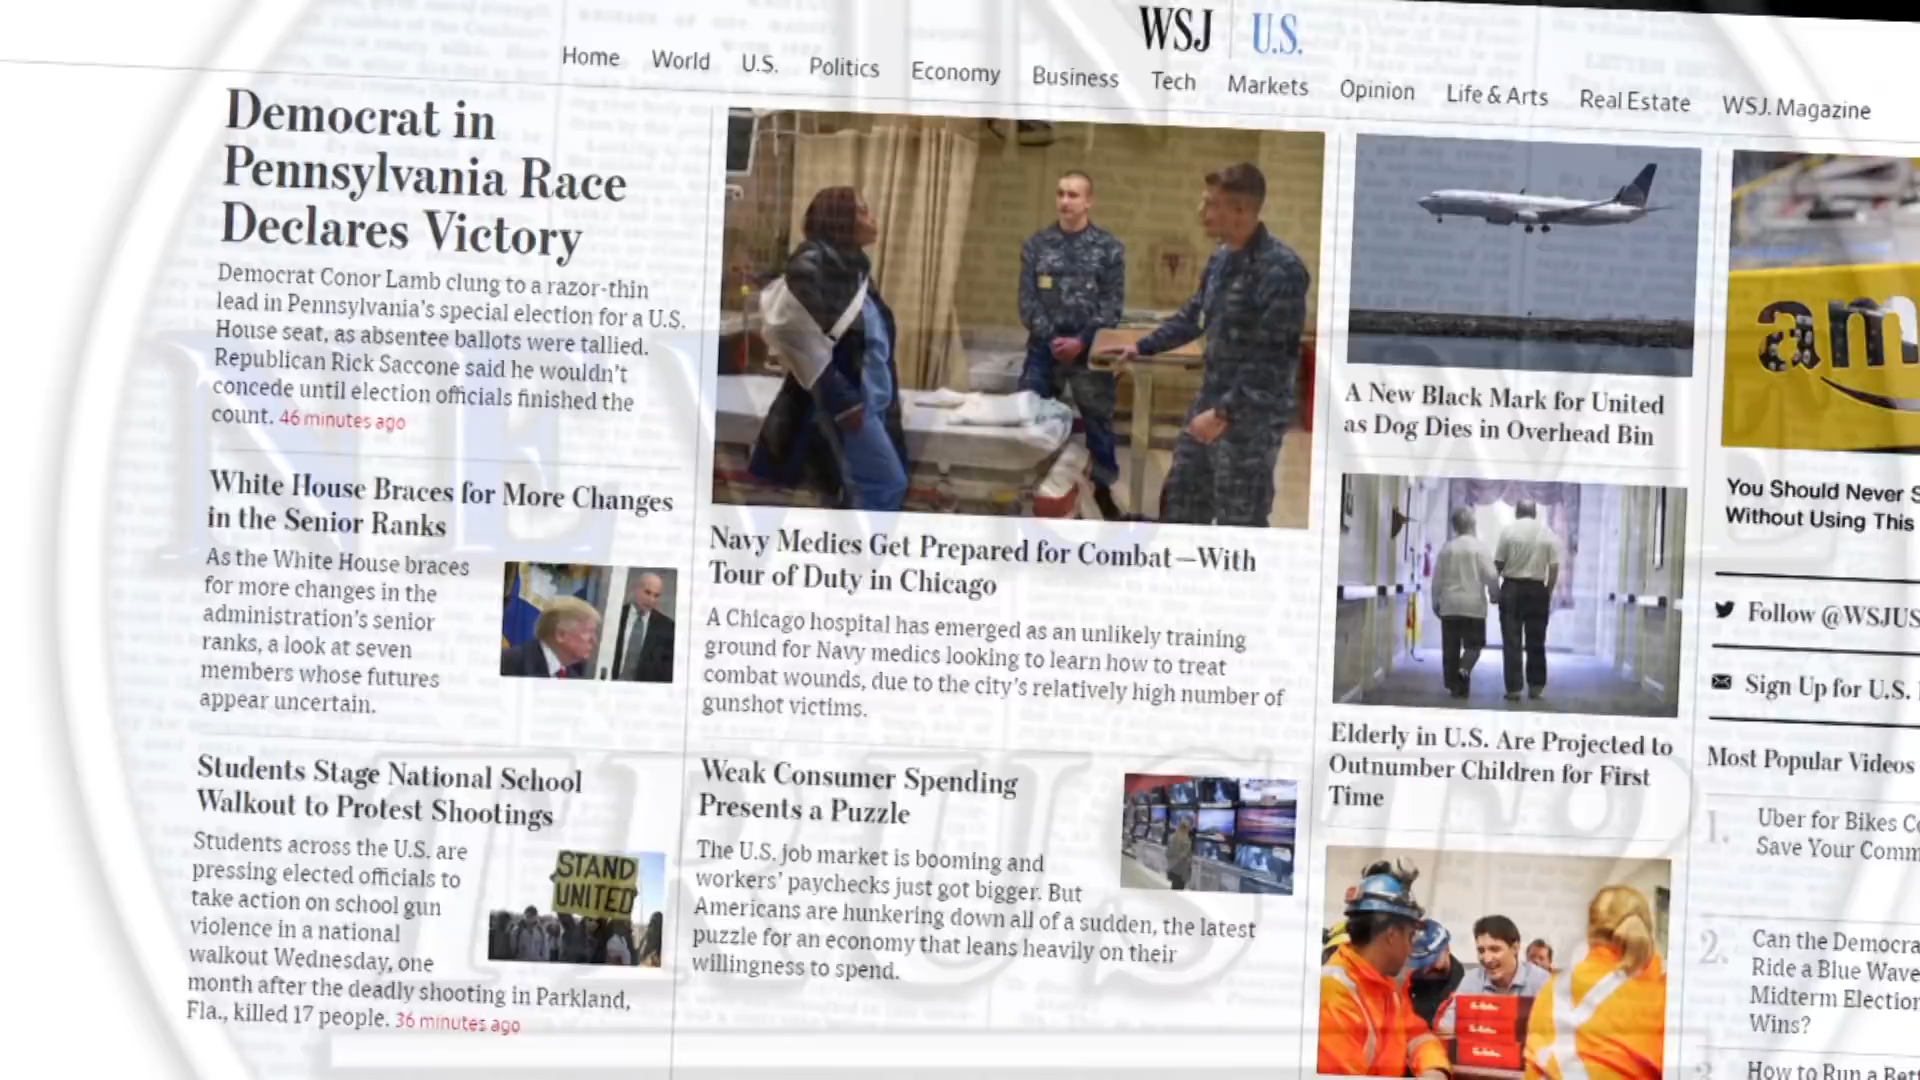 WSJ U.S.
Home World U.S. Politics Economy Business Tech Markets Opinion Life & Arts Real Estate WSJ. Magazine
Democrat in
Pennsylvania Race
Declares Victory
Democrat Conor Lamb clung to a razor-thin
lead in Pennsylvania's special election for a U.S.
House seat, as absentee ballots were tallied.
Republican Rick Saccone said he wouldn't
concede until election officials finished the
count. 46 minutes ago
White House Braces for More Changes
in the Senior Ranks
As the White House braces
for more changes in the
administration's senior
ranks, a look at seven
members whose futures
appear uncertain.
Students Stage National School
Walkout to Protest Shootings
Students across the U.S. are
pressing elected officials to
take action on school gun
violence in a national
walkout Wednesday, one
month after the deadly shooting in Parkland,
Fla., killed 17 people. 36 minutes ago
STAND
UNITED
Navy Medics Get Prepared for Combat—With
Tour of Duty in Chicago
A Chicago hospital has emerged as an unlikely training
ground for Navy medics looking to learn how to treat
combat wounds, due to the city's relatively high number of
gunshot victims.
Weak Consumer Spending
Presents a Puzzle
The U.S. job market is booming and
workers' paychecks just got bigger. But
Americans are hunkering down all of a sudden, the latest
puzzle for an economy that leans heavily on their
willingness to spend.
A New Black Mark for United
as Dog Dies in Overhead Bin
Elderly in U.S. Are Projected to
Outnumber Children for First
Time
am
You Should Never S
Without Using This
Follow @WSJUS
Sign Up for U.S.
Most Popular Videos
1. Uber for Bikes Co
Save Your Comm
2. Can the Democra
Ride a Blue Wave
Midterm Election
Wins?
3. How to Run a Bett
NEWS WE
TRUST?